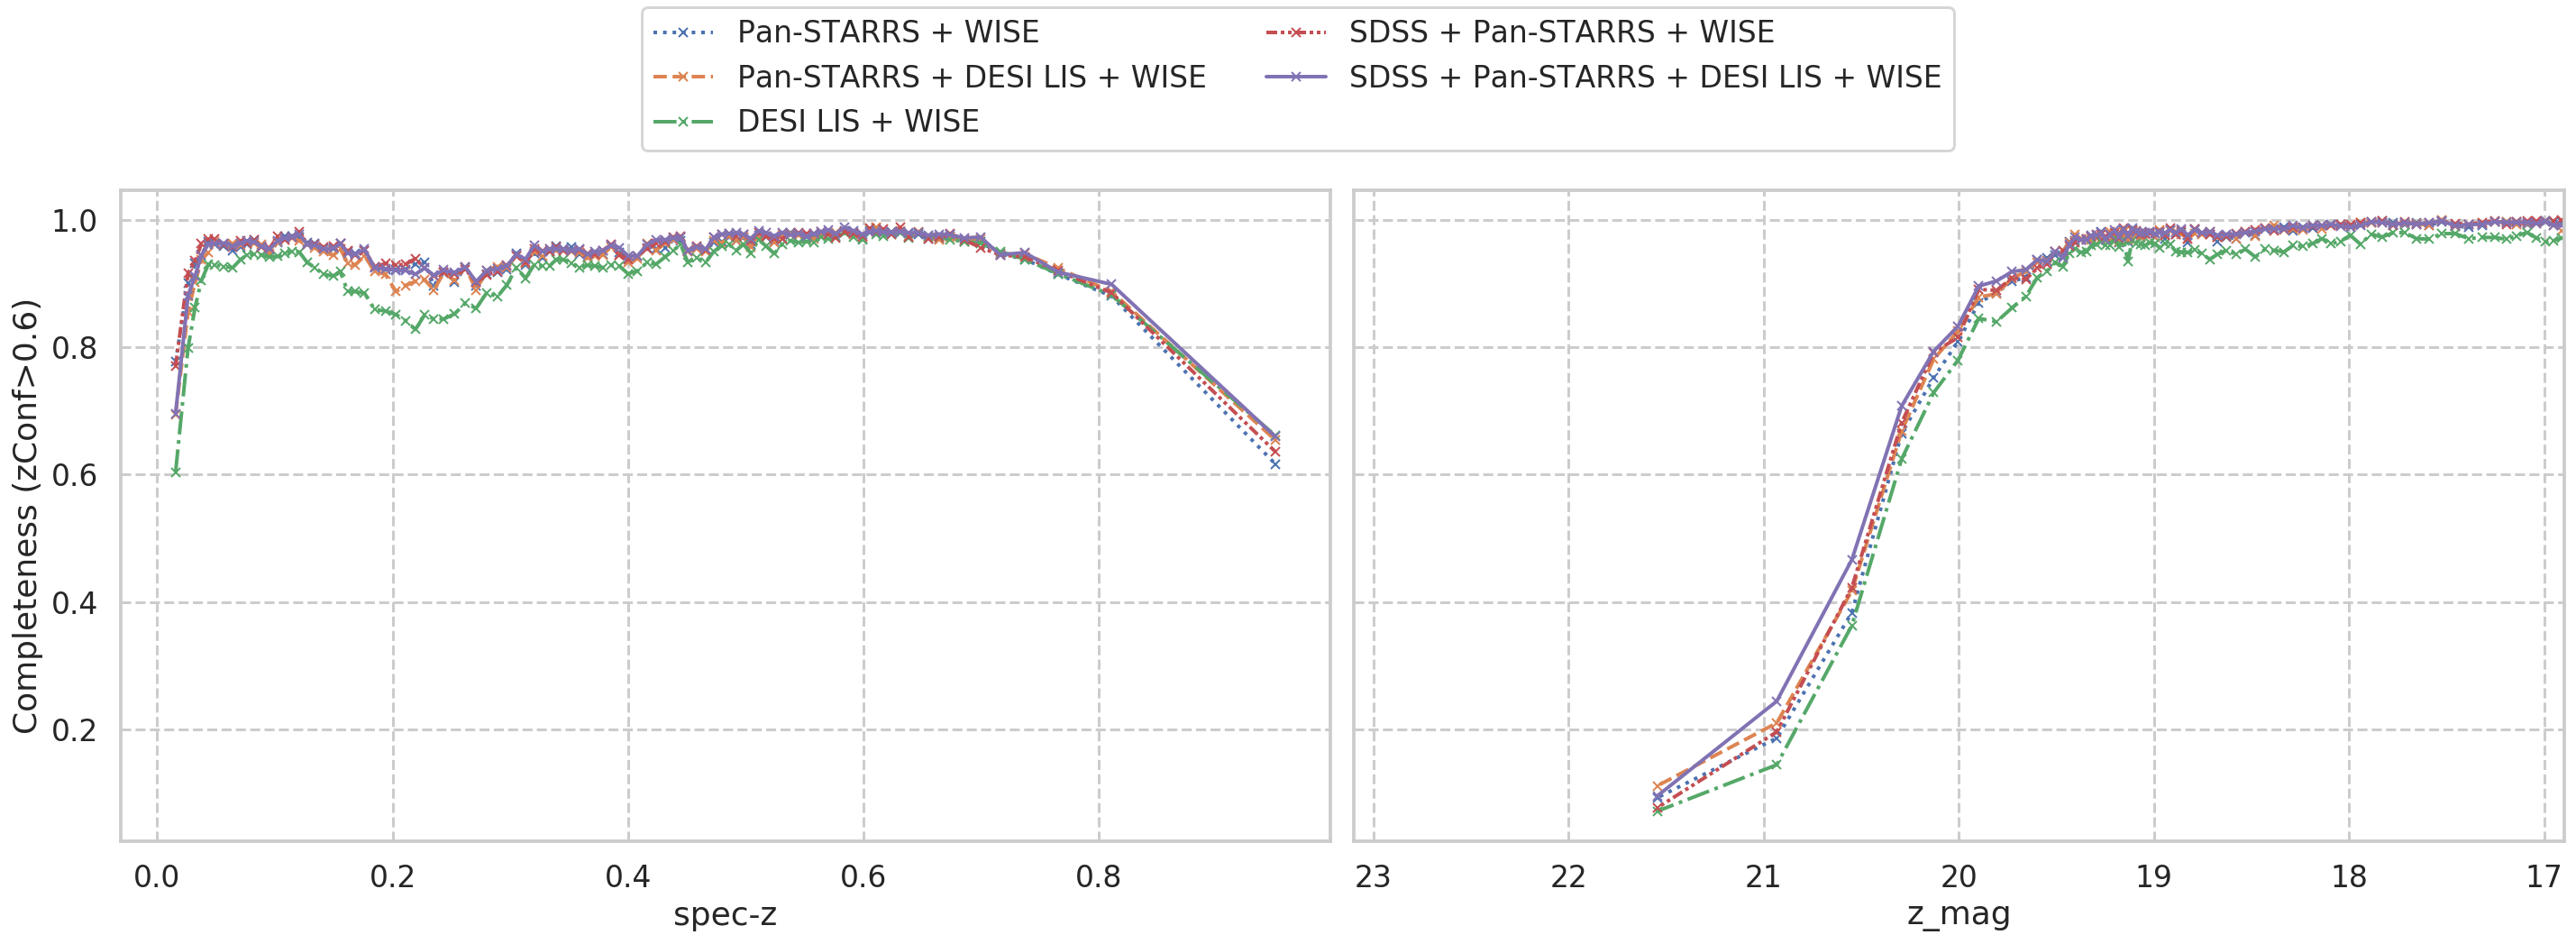 Pan-STARRS + WISE
Pan-STARRS + DESI LIS + WISE
DESI LIS + WISE
SDSS + Pan-STARRS + WISE
SDSS + Pan-STARRS + DESI LIS + WISE
Completeness (zConf>0.6)
1.0
0.8
0.6
0.4
0.2
0.0 0.2 0.4 0.6 0.8
spec-z
23 22 21 20 19 18 17
z_mag